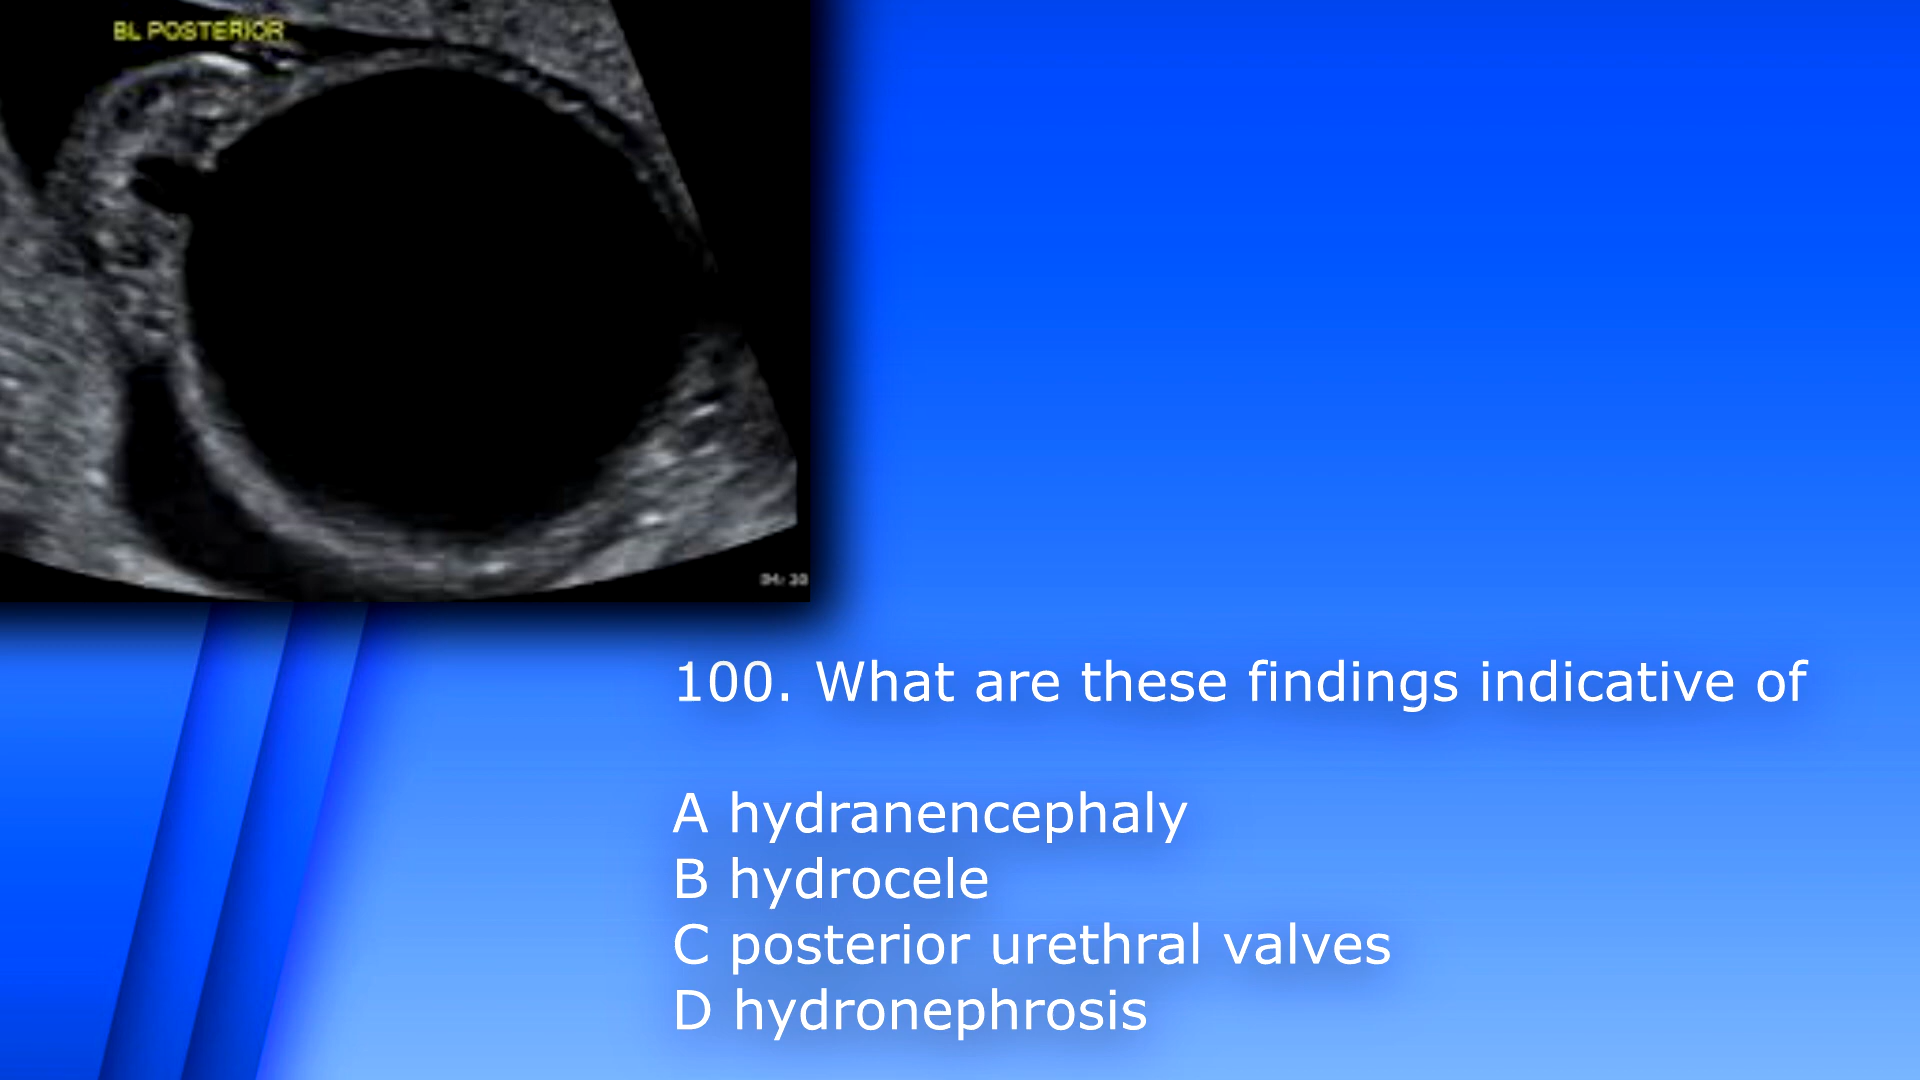 BL POSTERIOR
100. What are these findings indicative of
A hydranencephaly
B hydrocele
C posterior urethral valves
D hydronephrosis